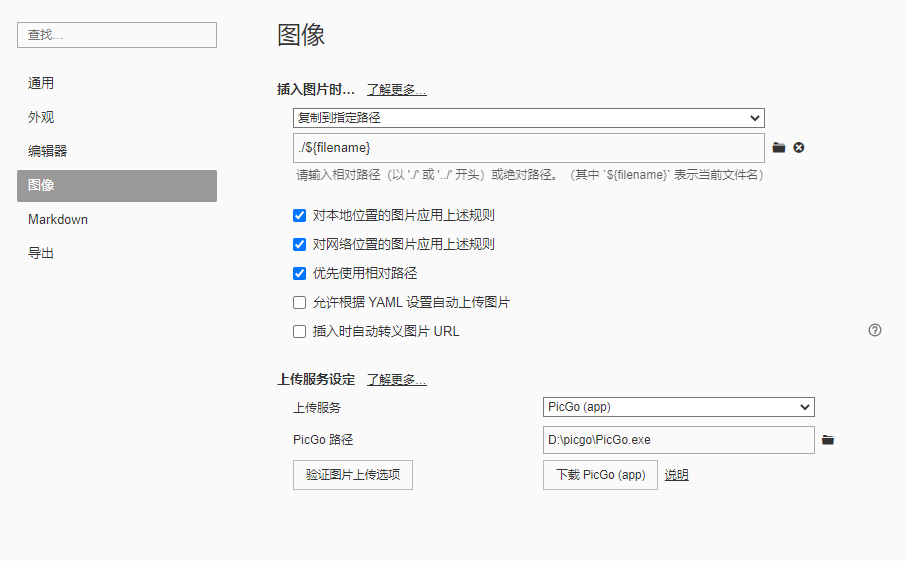 查找...
通用
外观
编辑器
图像
Markdown
导出
图像
插入图片时... 了解更多...
复制到指定路径
./${filename}
请输入相对路径（以 './' 或 '../' 开头）或绝对路径。（其中 `${filename}` 表示当前文件名）
对本地位置的图片应用上述规则
对网络位置的图片应用上述规则
优先使用相对路径
允许根据 YAML 设置自动上传图片
插入时自动转义图片 URL
上传服务设定 了解更多...
上传服务 PicGo (app)
PicGo 路径 D:\picgo\PicGo.exe
验证图片上传选项 下载 PicGo (app) 说明